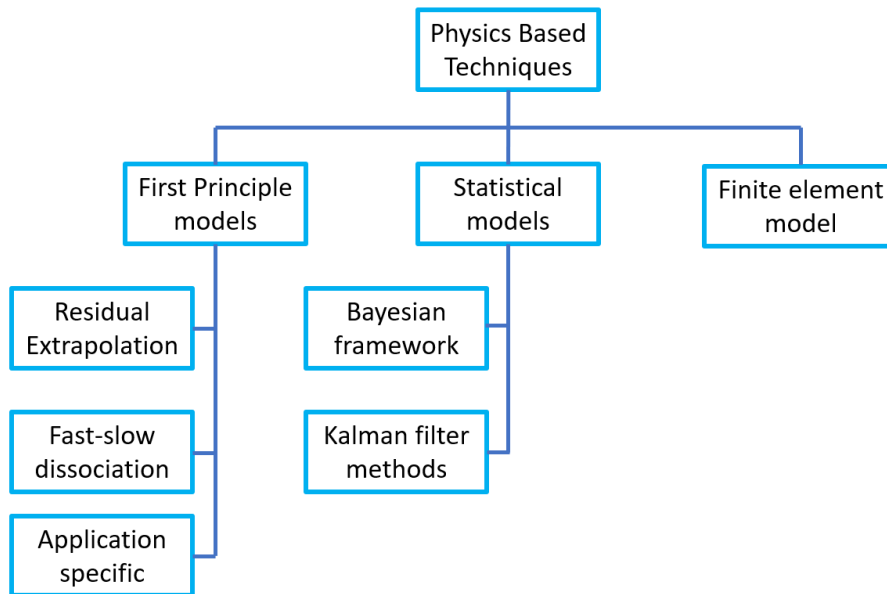 Physics Based
Techniques
First Principle
models
Statistical
models
Finite element
model
Residual
Extrapolation
Bayesian
framework
Fast-slow
dissociation
Kalman filter
methods
Application
specific